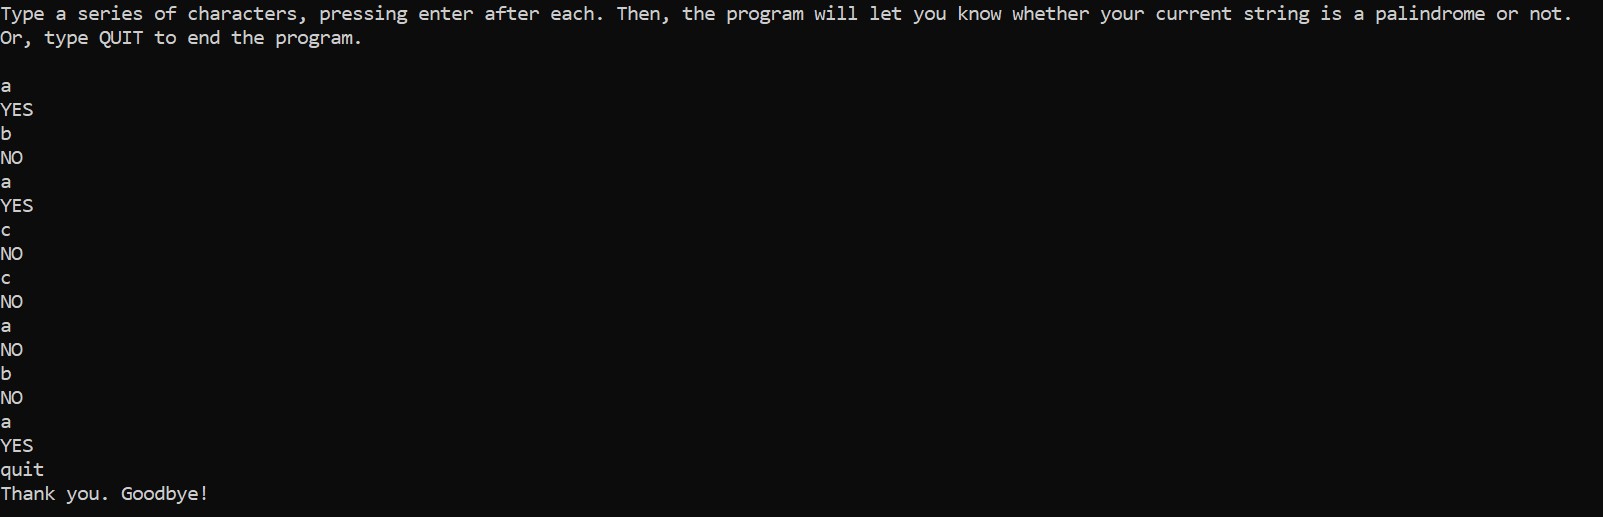 Type a series of characters, pressing enter after each. Then, the program will let you know whether your current string is a palindrome or not.
Or, type QUIT to end the program.
a
YES
b
NO
a
YES
c
NO
c
NO
a
NO
b
NO
a
YES
quit
Thank you. Goodbye!